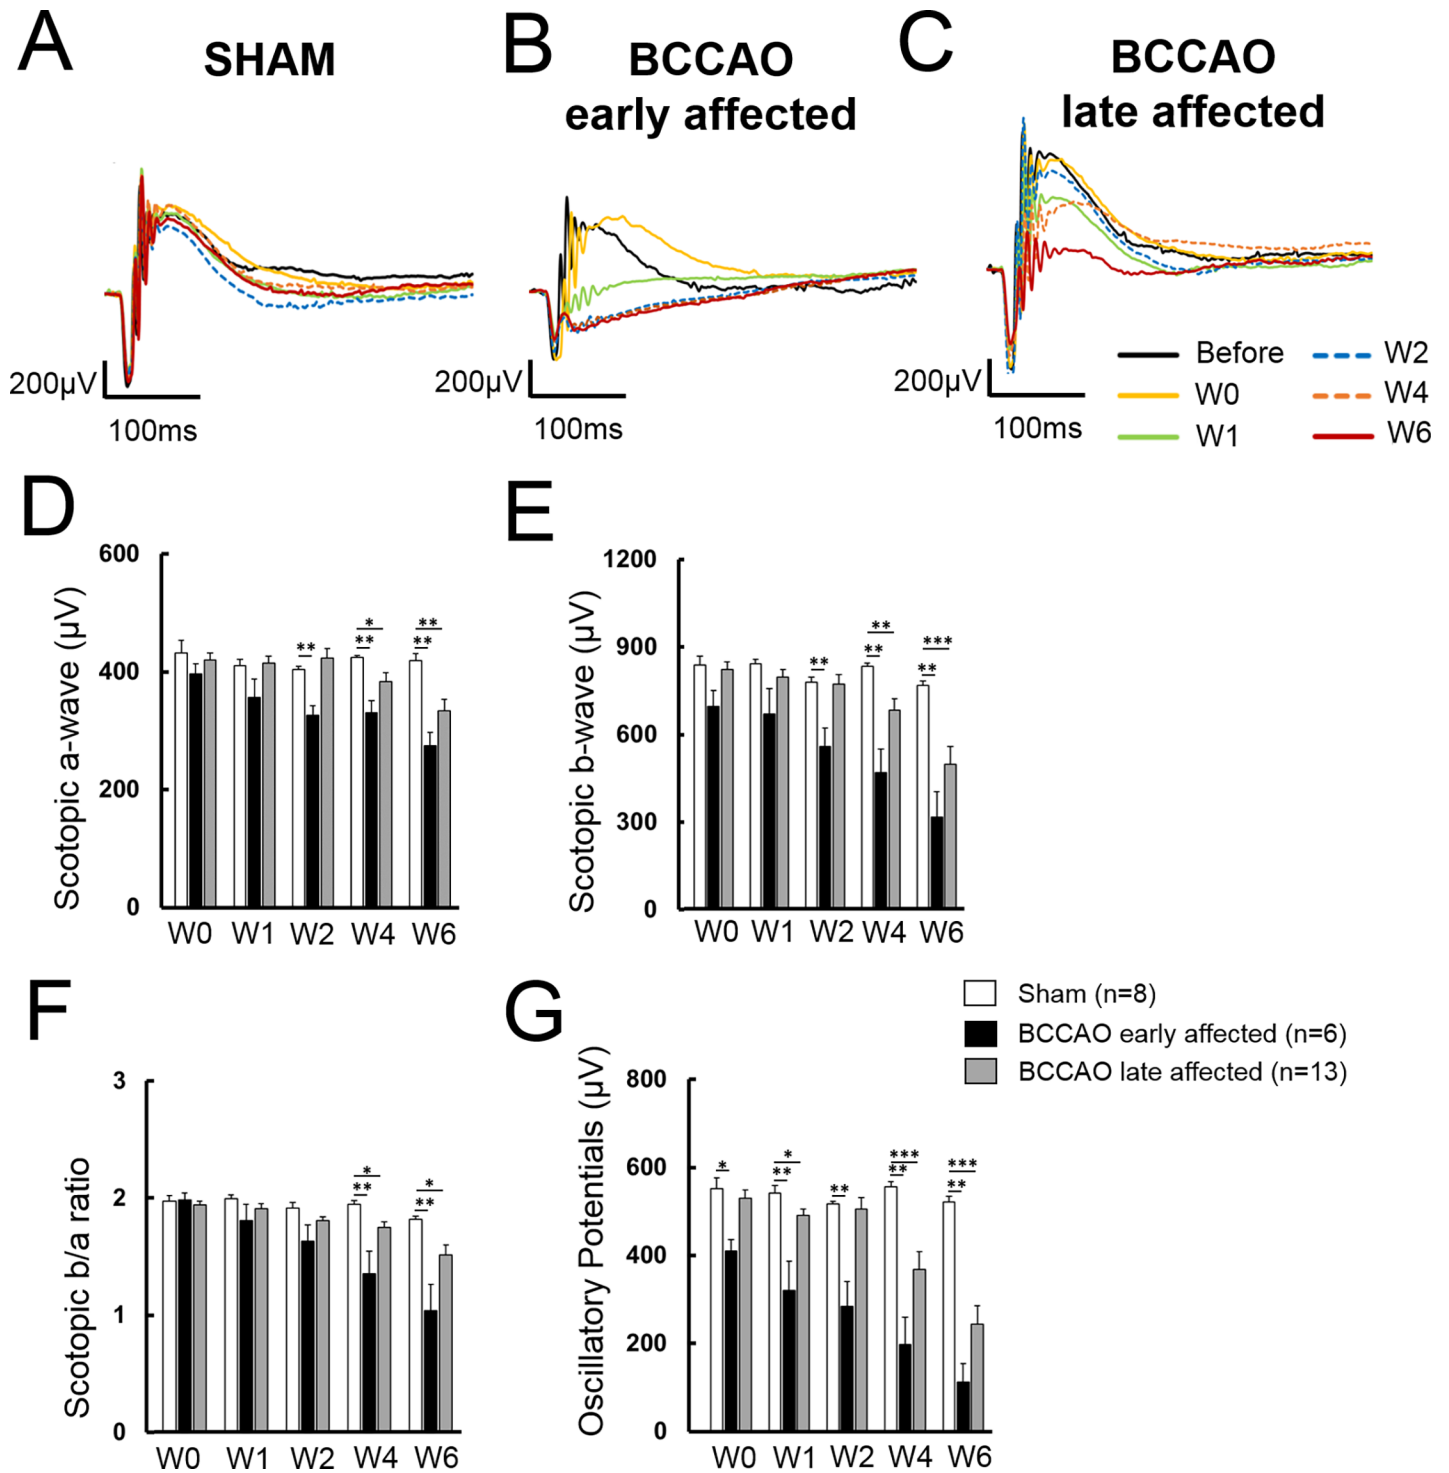 A
SHAM
B
BCCAO
early affected
C
BCCAO
late affected
200µV
100ms
200µV
100ms
200µV
100ms
Before
W0
W1
W2
W4
W6
D
Scotopic a-wave (µV)
600
400
200
0
** * ** ** **
W0 W1 W2 W4 W6
E
Scotopic b-wave (µV)
1200
900
600
300
0
** ** ** *** **
W0 W1 W2 W4 W6
F
Scotopic b/a ratio
3
2
1
0
* ** * **
W0 W1 W2 W4 W6
G
Oscillatory Potentials (µV)
800
600
400
200
0
* * ** ** *** ** *** **
W0 W1 W2 W4 W6
Sham (n=8)
BCCAO early affected (n=6)
BCCAO late affected (n=13)